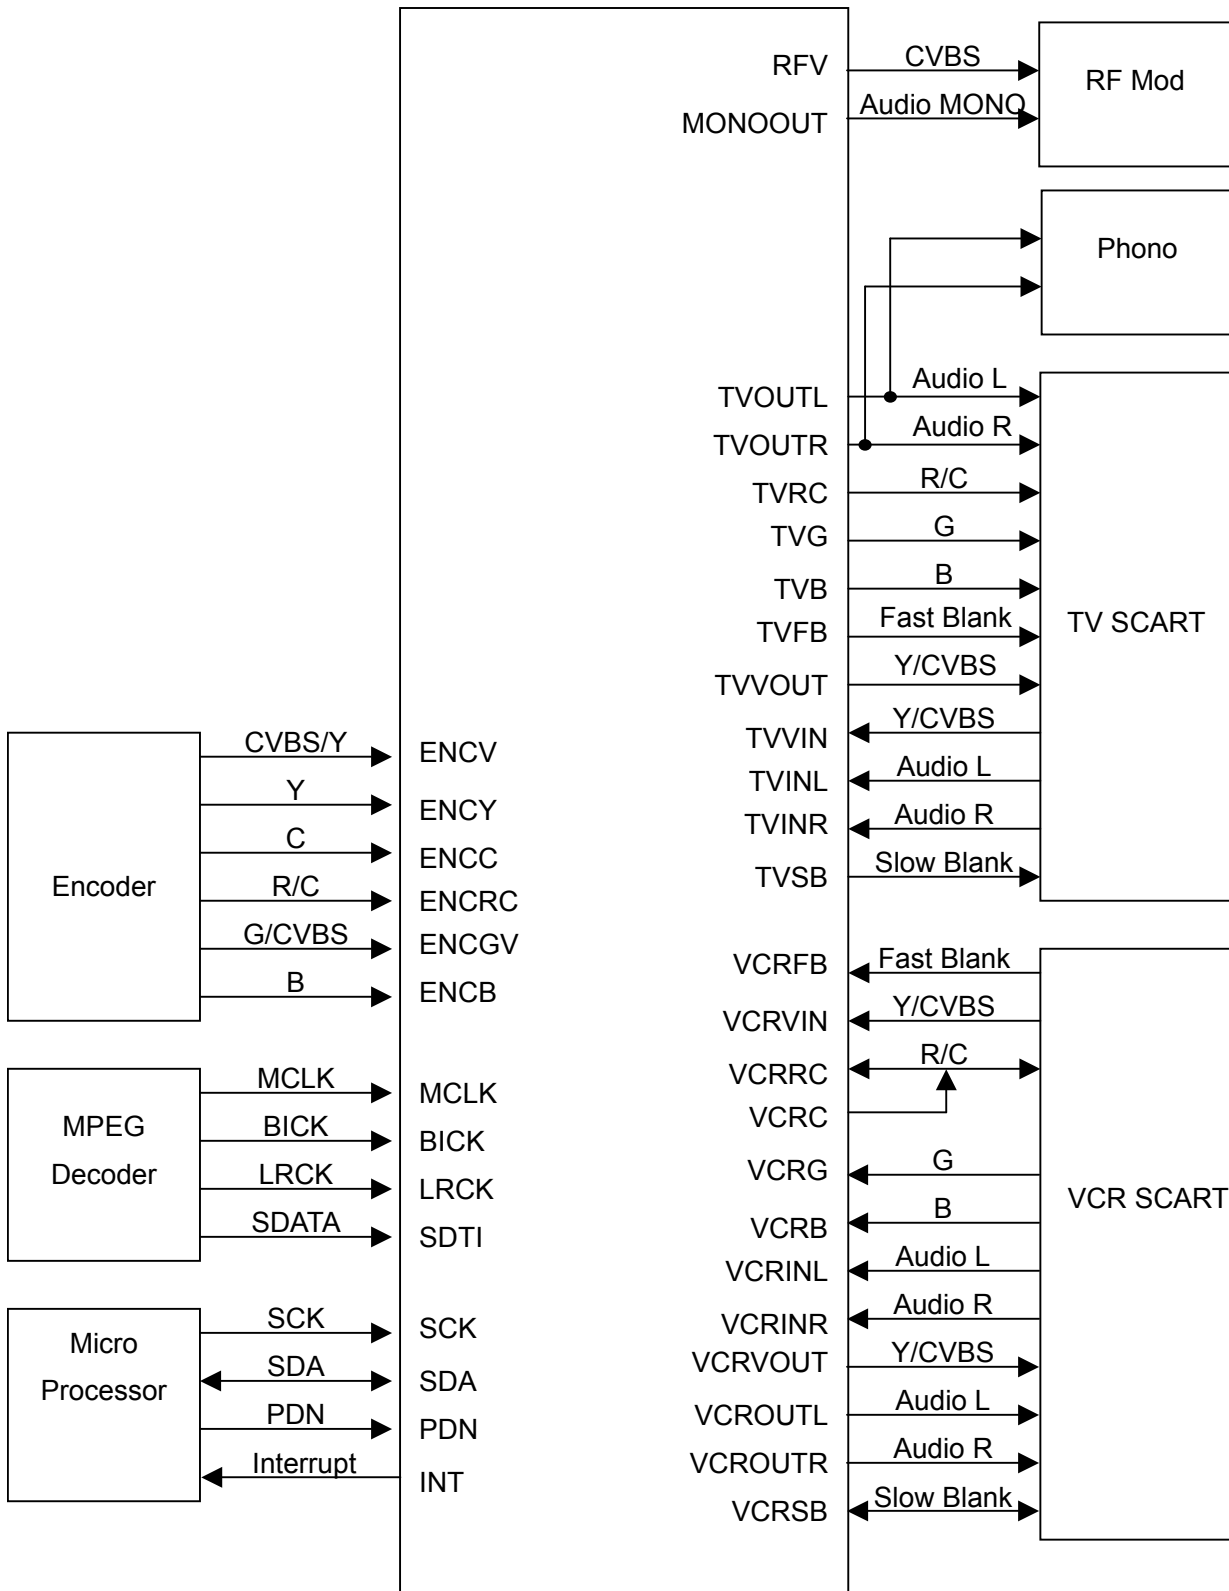 RFV CVBS RF Mod
MONOOUT Audio MONO
Phono
TVOUTL Audio L
TVOUTR Audio R
TVRC R/C
TVG G
TVB B
TVFB Fast Blank TV SCART
TVVOUT Y/CVBS
TVVIN Y/CVBS
TVINL Audio L
TVINR Audio R
TVSB Slow Blank
Encoder
CVBS/Y ENCV
Y ENCY
C ENCC
R/C ENCRC
G/CVBS ENCGV
B ENCB
VCRFB Fast Blank
VCRVIN Y/CVBS
VCRRC R/C
VCRC
VCRG G
VCRB B
VCR SCART
VCRINL Audio L
VCRINR Audio R
VCRVOUT Y/CVBS
VCROUTL Audio L
VCROUTR Audio R
VCRSB Slow Blank
MPEG
Decoder
MCLK MCLK
BICK BICK
LRCK LRCK
SDATA SDTI
Micro
Processor
SCK SCK
SDA SDA
PDN PDN
Interrupt INT